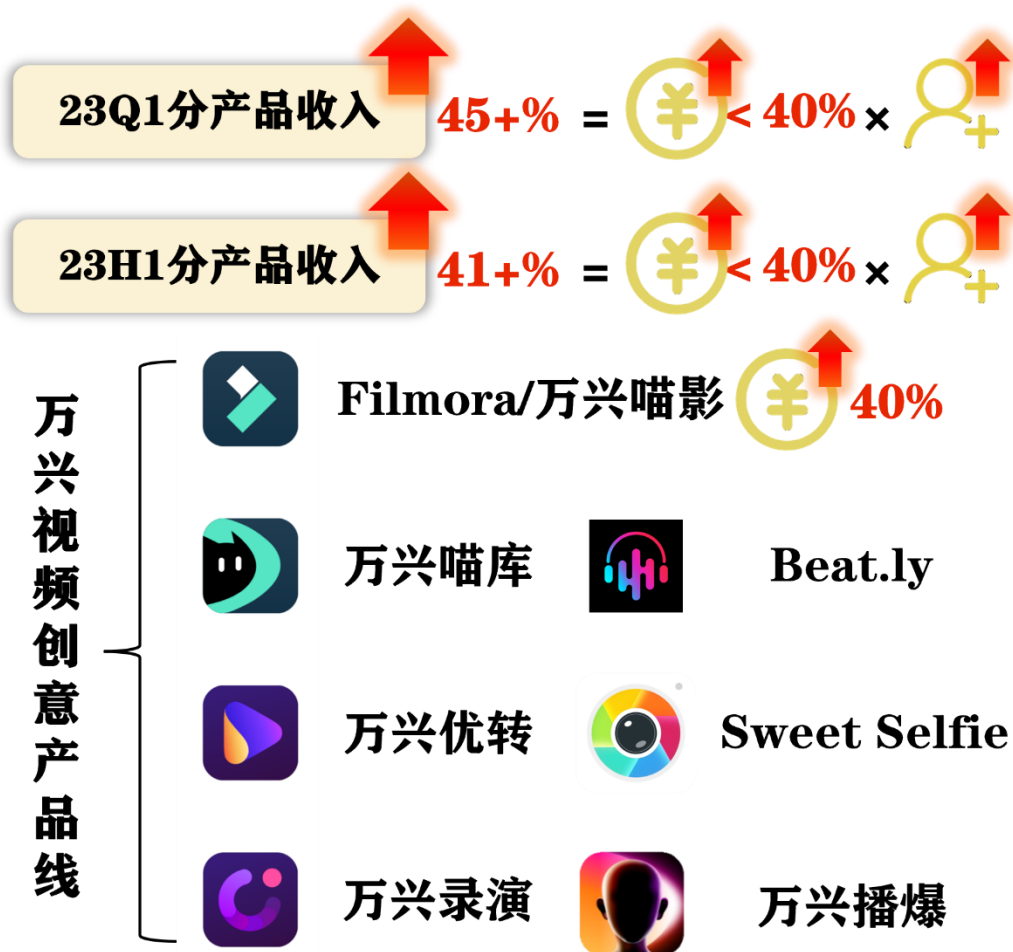 23Q1分产品收入 45+% = ¥ < 40% ×
23H1分产品收入 41+% = ¥ < 40% ×
万兴视频创意产品线
Filmora/万兴喵影 ¥ 40%
万兴喵库 Beat.ly
万兴优转 Sweet Selfie
万兴录演 万兴播爆